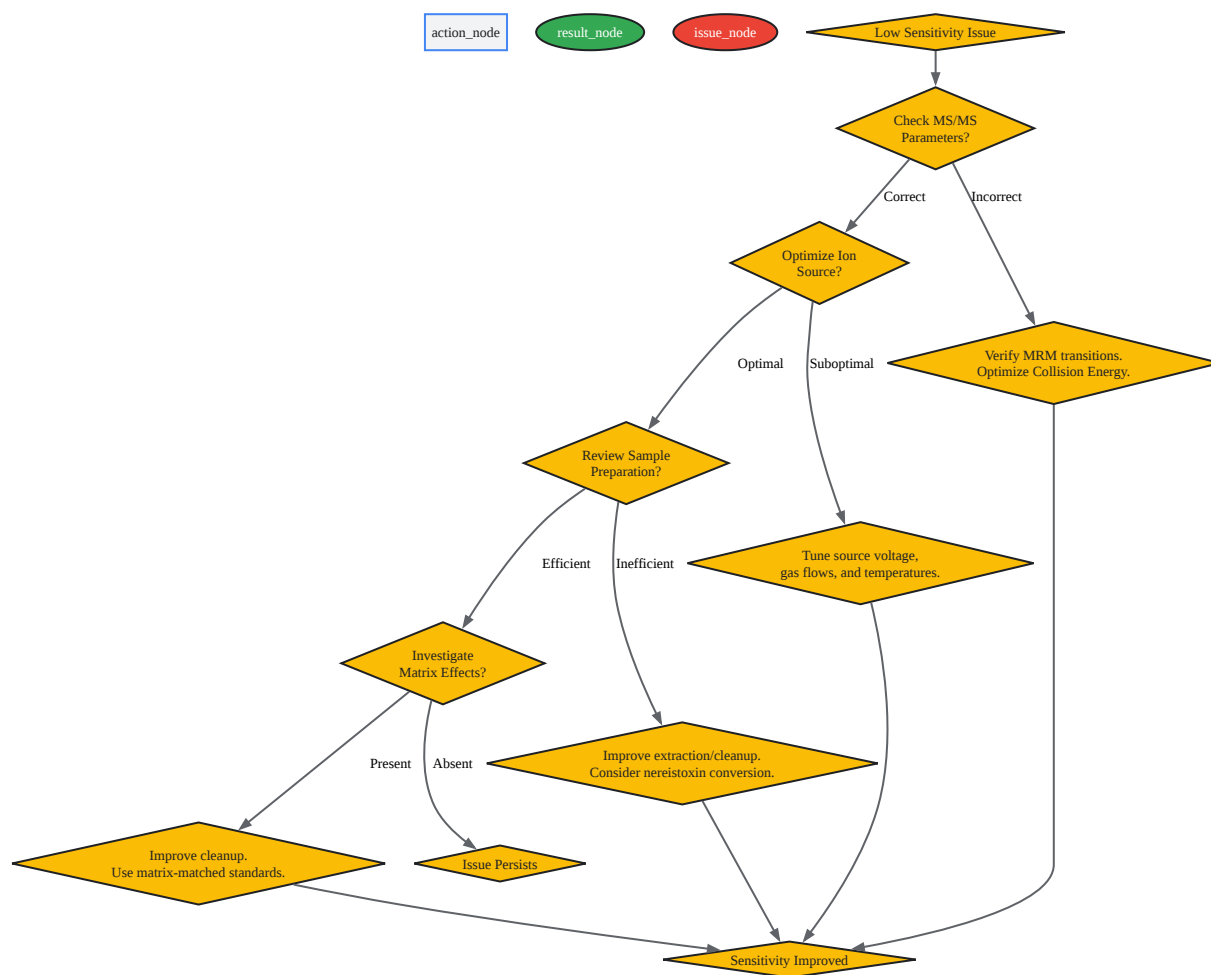 action_node
result_node
issue_node
Low Sensitivity Issue
Check MS/MS
Parameters?
Correct
Incorrect
Optimize Ion
Source?
Optimal
Suboptimal
Verify MRM transitions.
Optimize Collision Energy.
Review Sample
Preparation?
Efficient
Inefficient
Tune source voltage,
gas flows, and temperatures.
Investigate
Matrix Effects?
Present
Absent
Improve extraction/cleanup.
Consider nereistoxin conversion.
Improve cleanup.
Use matrix-matched standards.
Issue Persists
Sensitivity Improved